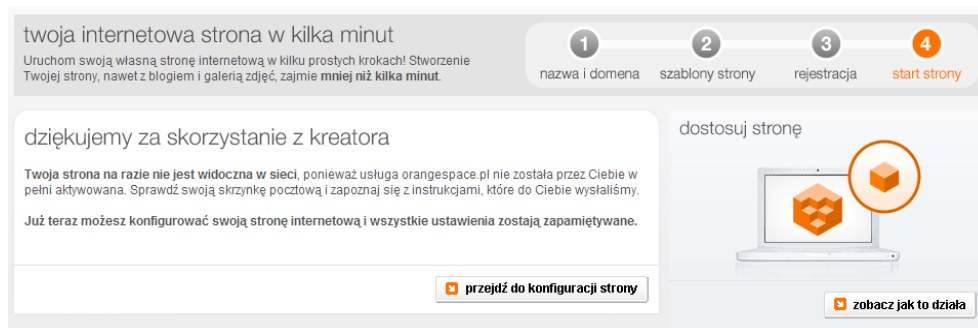 twoja internetowa strona w kilka minut
Uruchom swoją własną stronę internetową w kilku prostych krokach! Stworzenie
Twojej strony, nawet z blogiem i galerią zdjęć, zajmie mniej niż kilka minut.
1 2 3 4
nazwa i domena szablony strony rejestracja start strony
dziękujemy za skorzystanie z kreatora
Twoja strona na razie nie jest widoczna w sieci, ponieważ usługa orangespace.pl nie została przez Ciebie w
pełni aktywowana. Sprawdź swoją skrzynkę pocztową i zapoznaj się z instrukcjami, które do Ciebie wysłaliśmy.
Już teraz możesz konfigurować swoją stronę internetową i wszystkie ustawienia zostają zapamiętywane.
przejdź do konfiguracji strony
dostosuj stronę
zobacz jak to działa